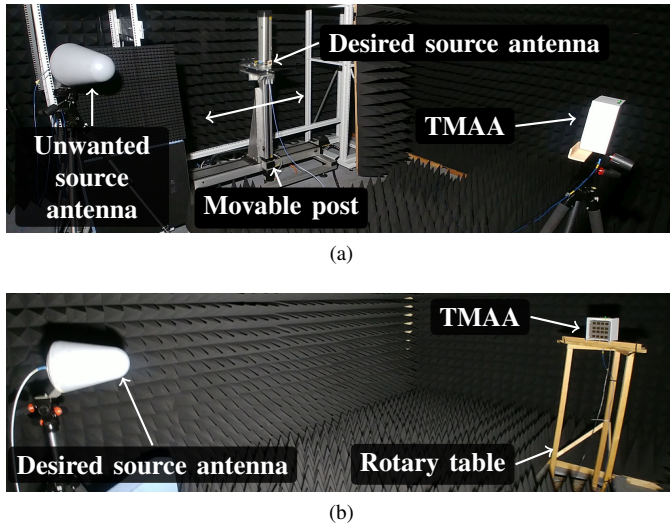 Desired source antenna
TMAA
Unwanted
source
antenna
Movable post
(a)
TMAA
Desired source antenna
Rotary table
(b)